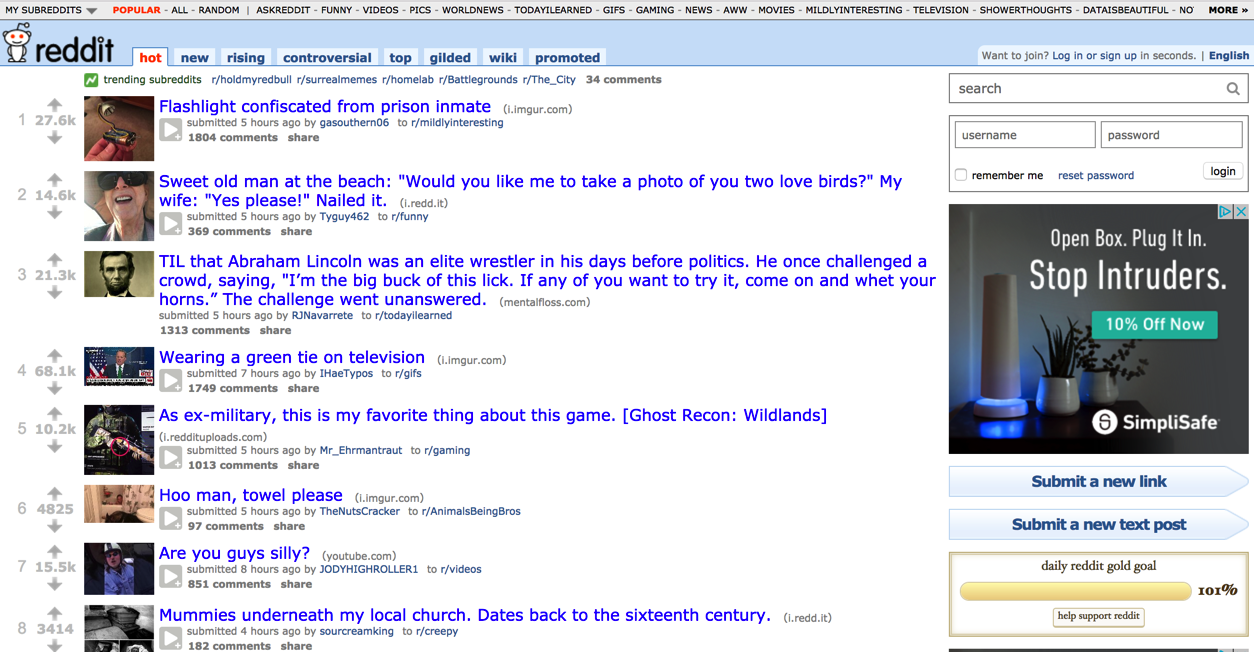 MY SUBREDDITS POPULAR - ALL - RANDOM | ASKREDDIT - FUNNY - VIDEOS - PICS - WORLDNEWS - TODAYILEARNED - GIFS - GAMING - NEWS - AWW - MOVIES - MILDLYINTERESTING - TELEVISION - SHOWERTHOUGHTS - DATAISBEAUTIFUL - MORE »
reddit hot new rising controversial top gilded wiki promoted
Want to join? Log in or sign up in seconds. | English
trending subreddits r/holdmyredbull r/surrealmemes r/homelab r/Battlegrounds r/The_City 34 comments
1 27.6k
Flashlight confiscated from prison inmate (i.imgur.com)
submitted 5 hours ago by gasouthern06 to r/mildlyinteresting
1804 comments share
2 14.6k
Sweet old man at the beach: "Would you like me to take a photo of you two love birds?" My
wife: "Yes please!" Nailed it. (i.redd.it)
submitted 5 hours ago by Tyguy462 to r/funny
369 comments share
3 21.3k
TIL that Abraham Lincoln was an elite wrestler in his days before politics. He once challenged a
crowd, saying, "I’m the big buck of this lick. If any of you want to try it, come on and whet your
horns.” The challenge went unanswered. (mentalfloss.com)
submitted 5 hours ago by RJNavarrete to r/todayilearned
1313 comments share
4 68.1k
Wearing a green tie on television (i.imgur.com)
submitted 7 hours ago by IHaeTypos to r/gifs
1749 comments share
5 10.2k
As ex-military, this is my favorite thing about this game. [Ghost Recon: Wildlands]
(i.reddituploads.com)
submitted 5 hours ago by Mr_Ehrmantraut to r/gaming
1013 comments share
6 4825
Hoo man, towel please (i.imgur.com)
submitted 5 hours ago by TheNutsCracker to r/AnimalsBeingBros
97 comments share
7 15.5k
Are you guys silly? (youtube.com)
submitted 8 hours ago by JODYHIGHROLLER1 to r/videos
851 comments share
8 3414
Mummies underneath my local church. Dates back to the sixteenth century. (i.redd.it)
submitted 4 hours ago by sourcreamking to r/creepy
182 comments share
search
username password
remember me reset password login
Open Box. Plug It In.
Stop Intruders.
10% Off Now
SimpliSafe
Submit a new link
Submit a new text post
daily reddit gold goal
101%
help support reddit